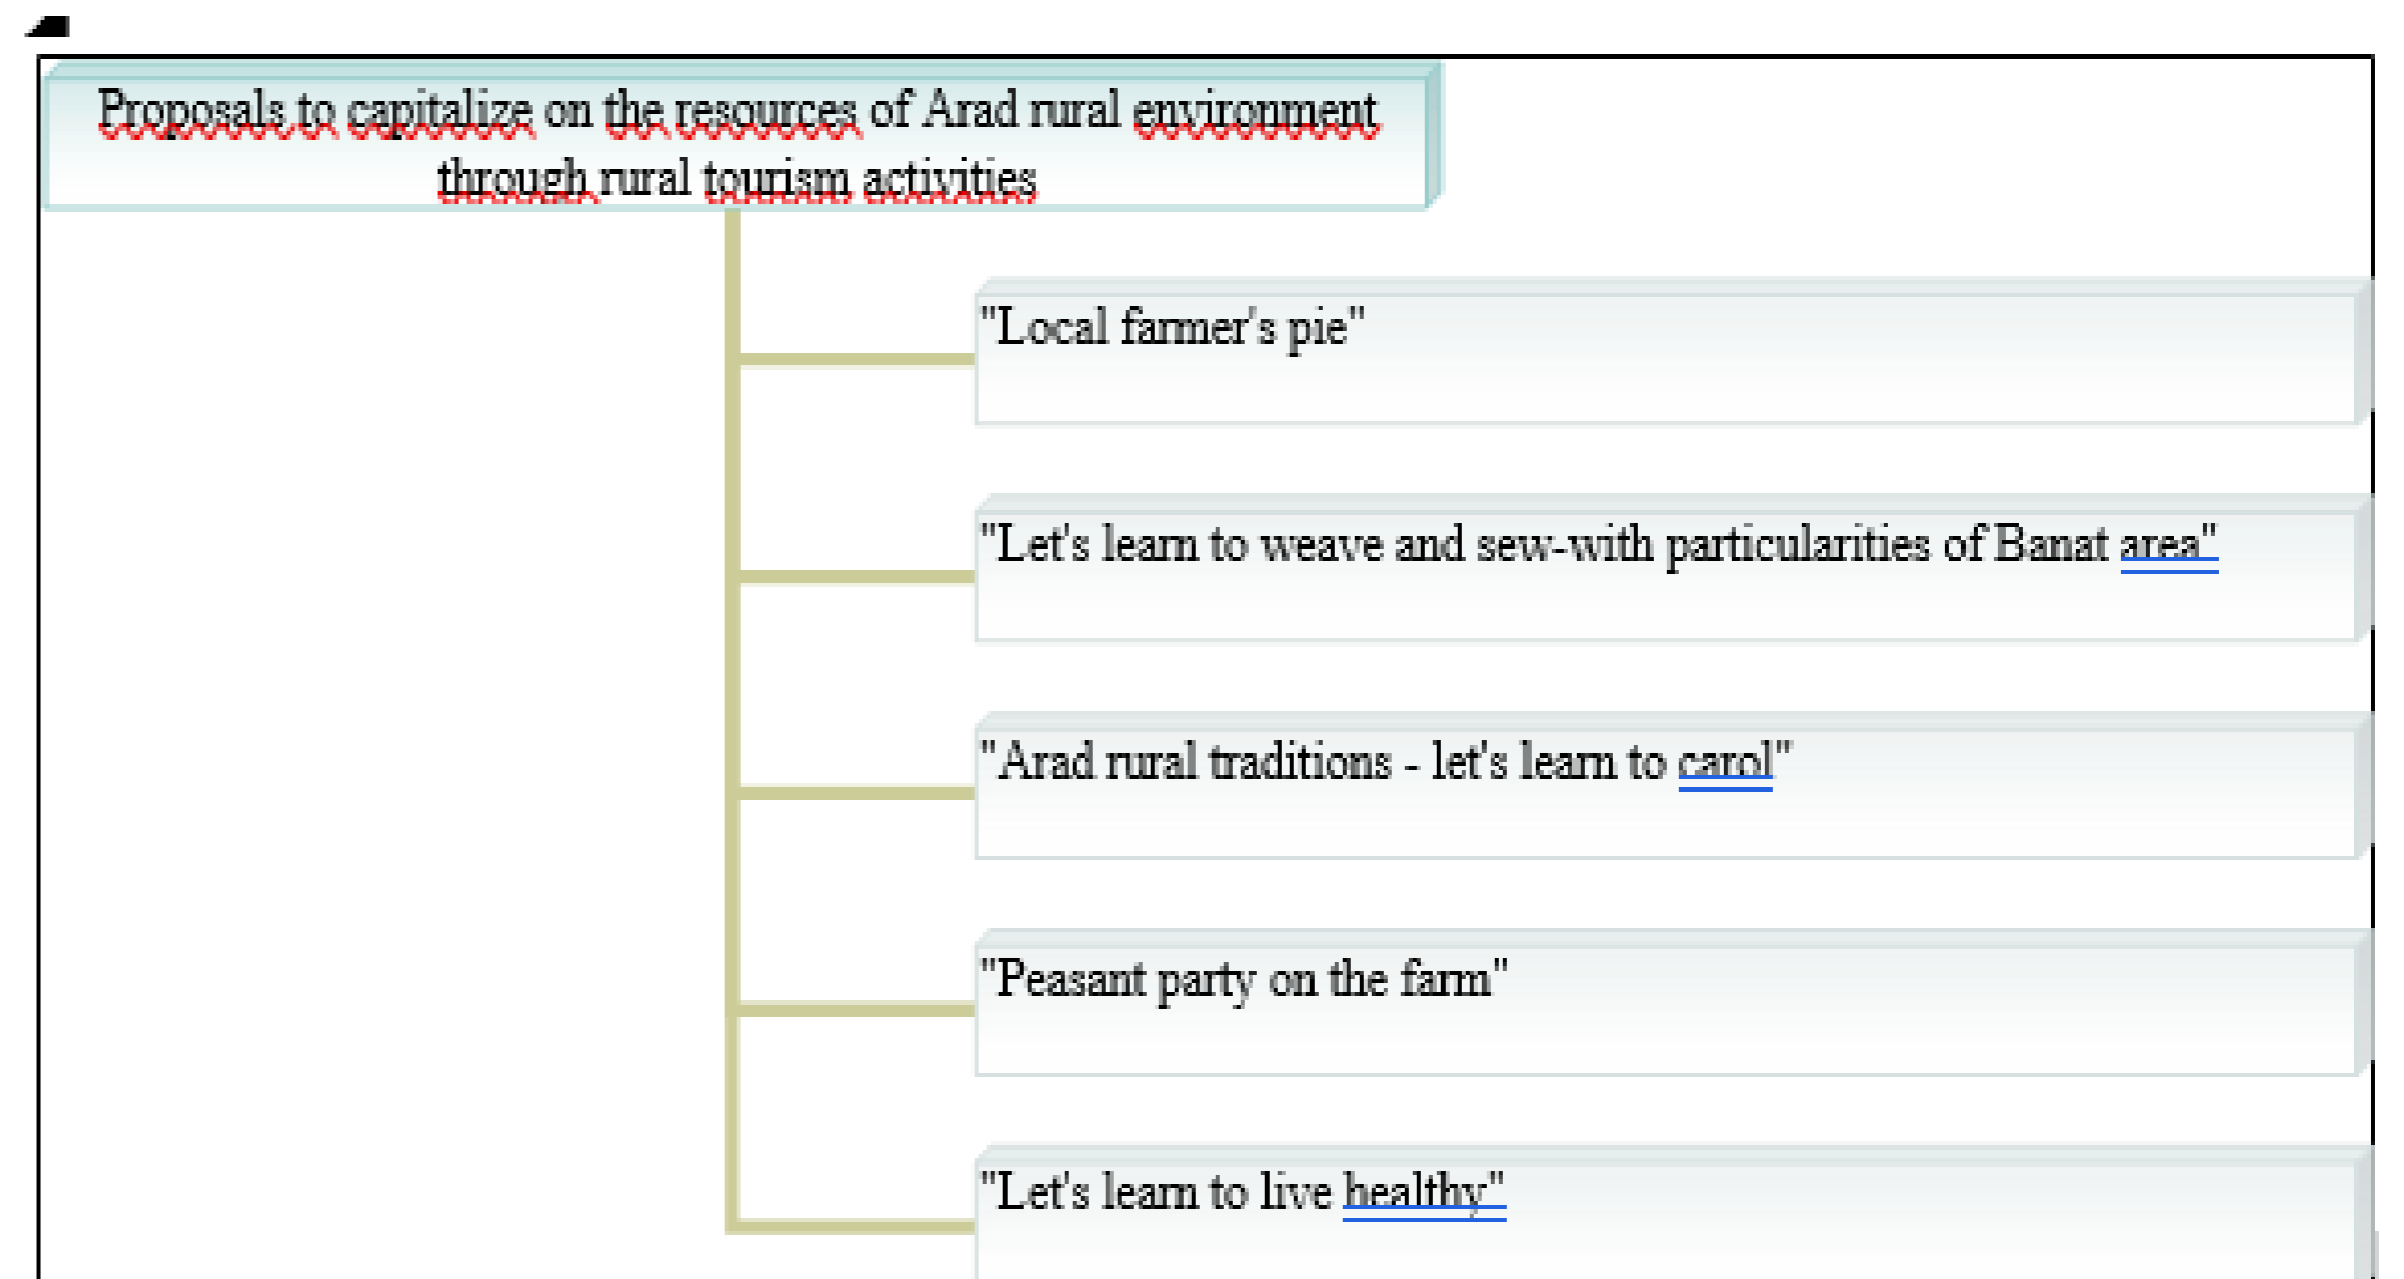 Proposals to capitalize on the resources of Arad rural environment
through rural tourism activities
"Local farmer's pie"
"Let's learn to weave and sew-with particularities of Banat area"
"Arad rural traditions - let's learn to carol"
"Peasant party on the farm"
"Let's learn to live healthy"